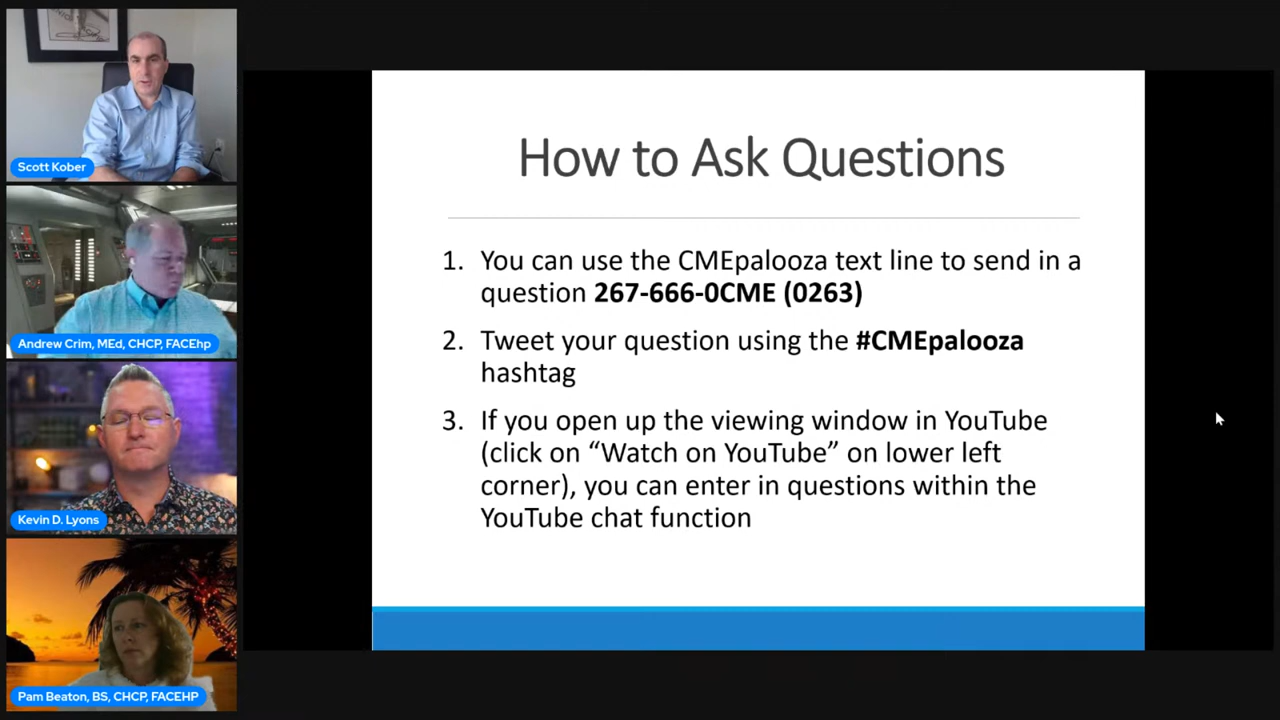 Scott Kober
Andrew Crim, MEd, CHCP, FACEhp
Kevin D. Lyons
Pam Beaton, BS, CHCP, FACEHP
How to Ask Questions
1. You can use the CMEpalooza text line to send in a
question 267-666-0CME (0263)
2. Tweet your question using the #CMEpalooza
hashtag
3. If you open up the viewing window in YouTube
(click on “Watch on YouTube” on lower left
corner), you can enter in questions within the
YouTube chat function